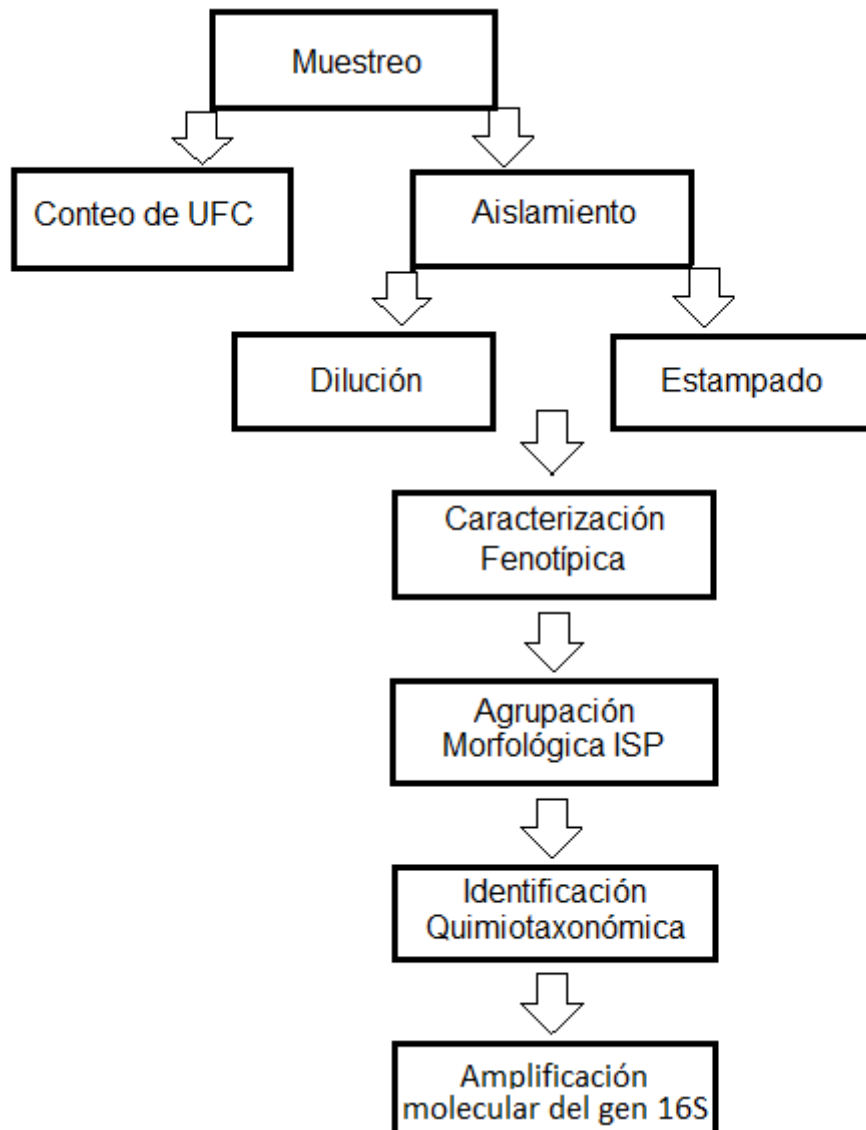 Muestreo
Conteo de UFC
Aislamiento
Dilución
Estampado
Caracterización
Fenotípica
Agrupación
Morfológica ISP
Identificación
Quimiotaxonómica
Amplificación
molecular del gen 16S